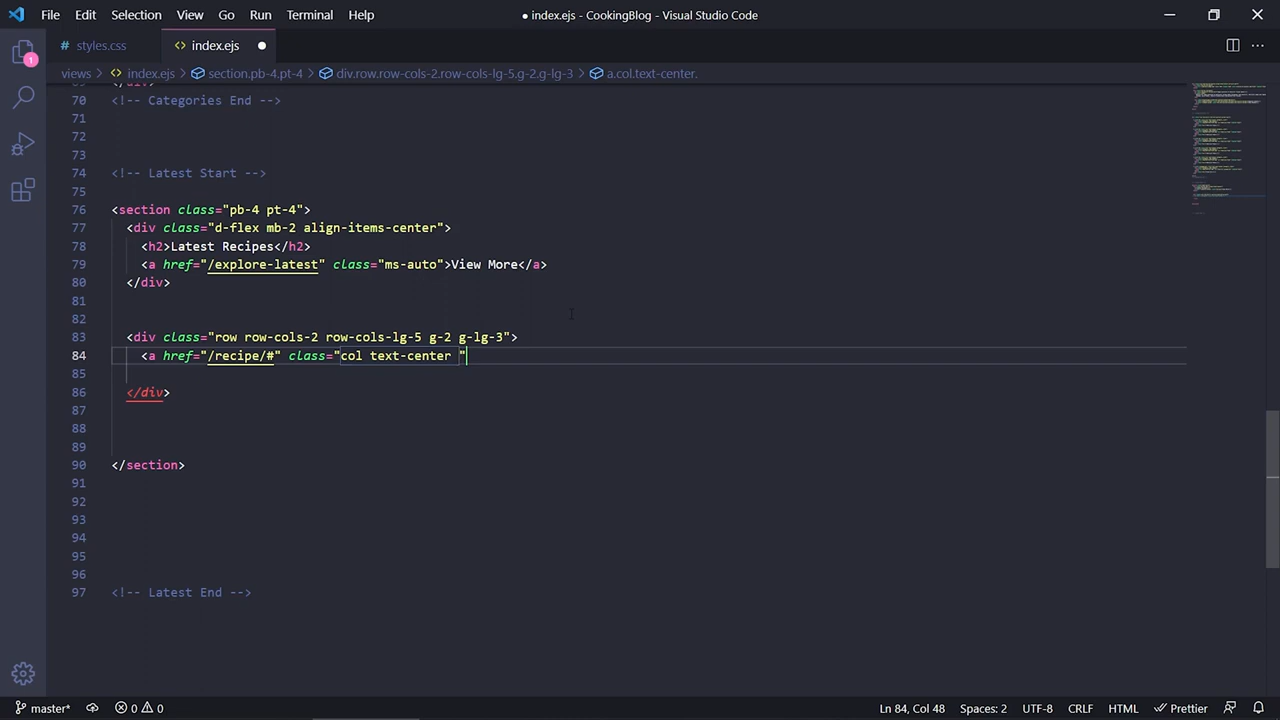 File Edit Selection View Go Run Terminal Help
● index.ejs - CookingBlog - Visual Studio Code
1
# styles.css
<> index.ejs ●
views > <> index.ejs > section.pb-4.pt-4 > div.row.row-cols-2.row-cols-lg-5.g-2.g-lg-3 > a.col.text-center.
69 </div>
70 <!-- Categories End -->
71
72
73
74 <!-- Latest Start -->
75
76 <section class="pb-4 pt-4">
77 <div class="d-flex mb-2 align-items-center">
78 <h2>Latest Recipes</h2>
79 <a href="/explore-latest" class="ms-auto">View More</a>
80 </div>
81
82
83 <div class="row row-cols-2 row-cols-lg-5 g-2 g-lg-3">
84 <a href="/recipe/#" class="col text-center "
85
86 </div>
87
88
89
90 </section>
91
92
93
94
95
96
97 <!-- Latest End -->
master* 0 0 Ln 84, Col 48 Spaces: 2 UTF-8 CRLF HTML Prettier